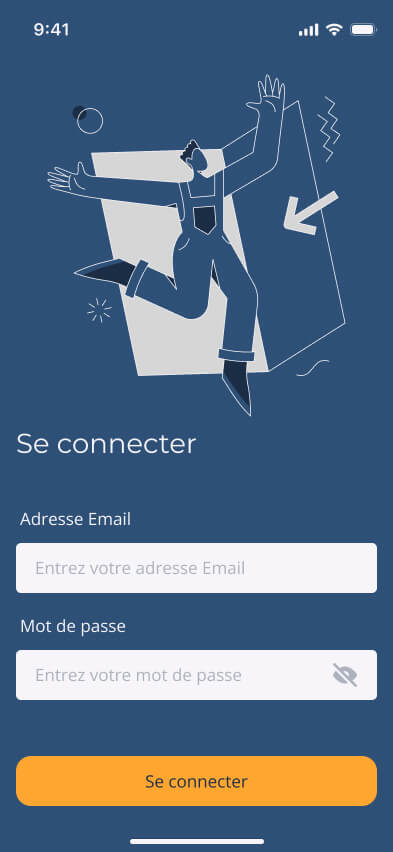 9:41
Se connecter
Adresse Email
Entrez votre adresse Email
Mot de passe
Entrez votre mot de passe
Se connecter